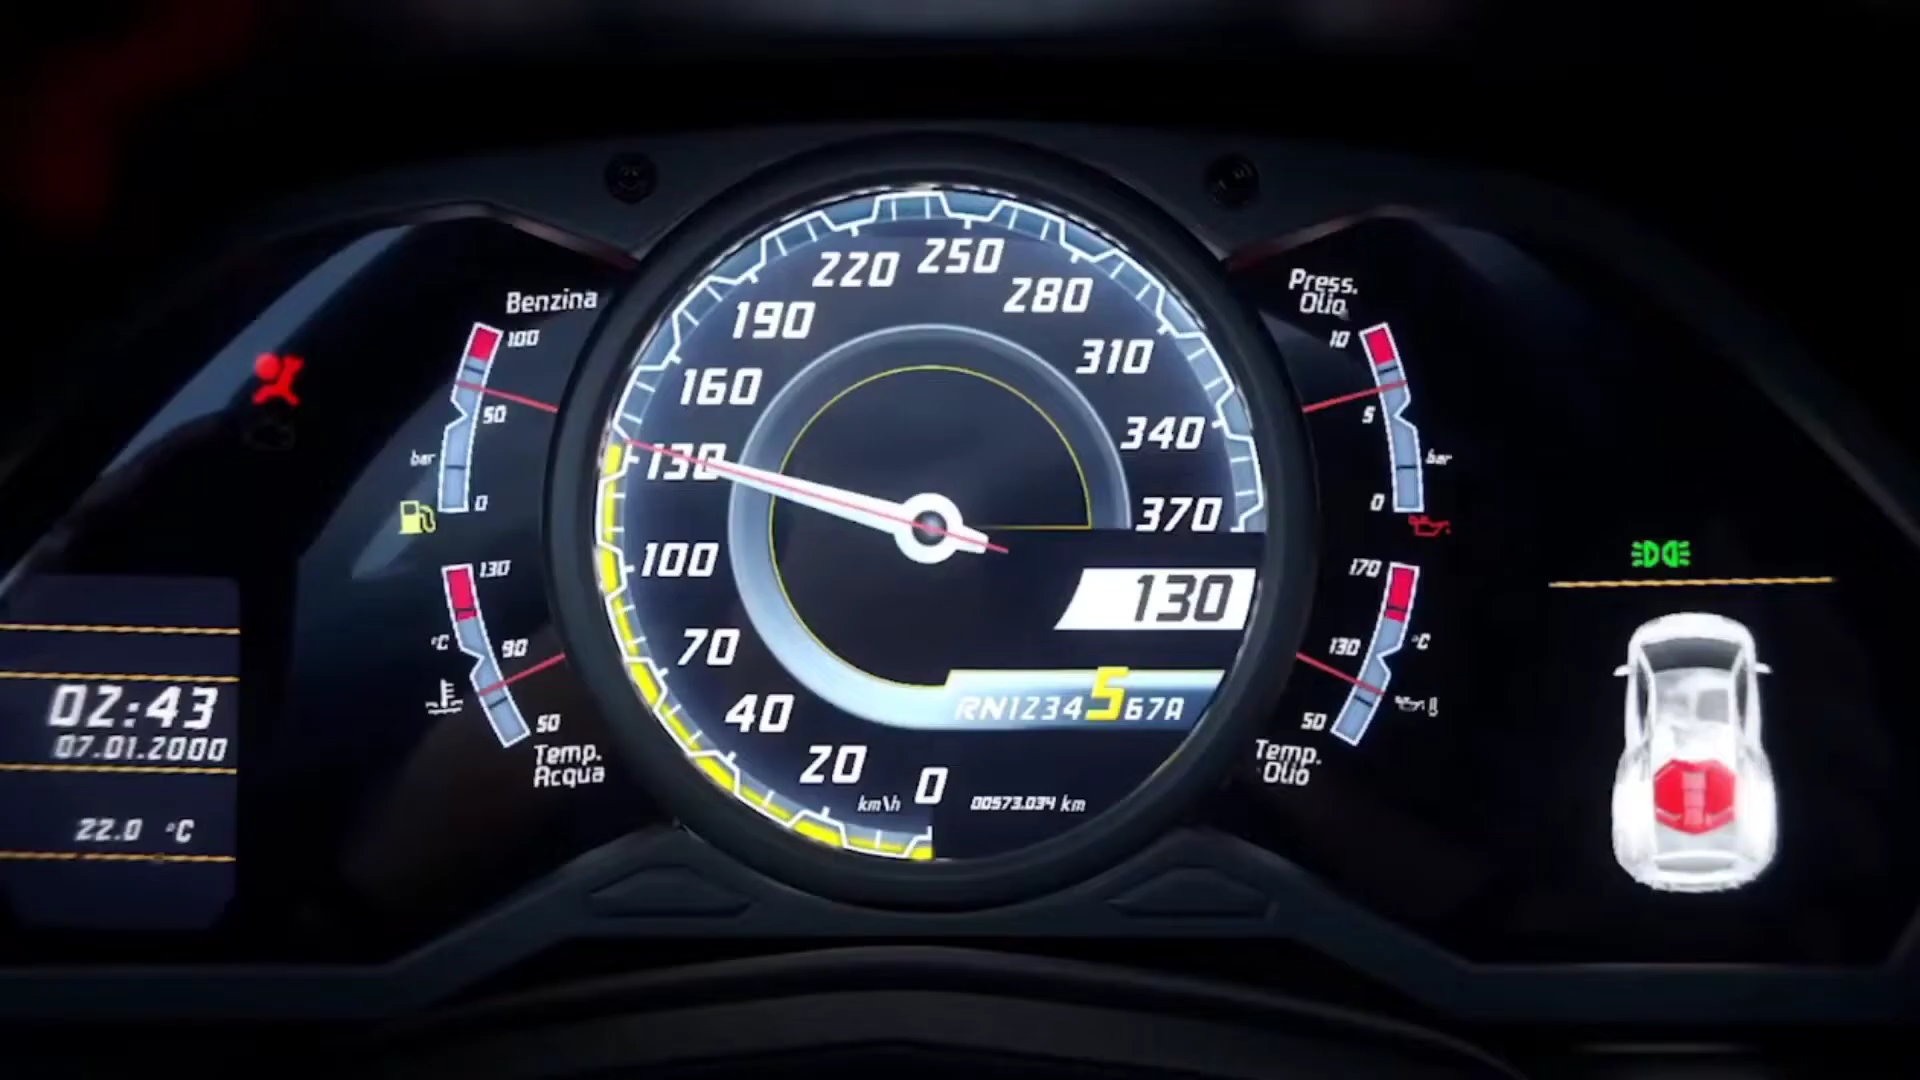 Benzina
100
50
bar
0
130
°C
90
50
Temp.
Acqua
02:43
07.01.2000
22.0 °C
0
20
40
70
100
130
160
190
220
250
280
310
340
370
130
RN1234567A
km\h
00573.034 km
Press.
Olio
10
5
bar
0
170
130
°C
50
Temp.
Olio